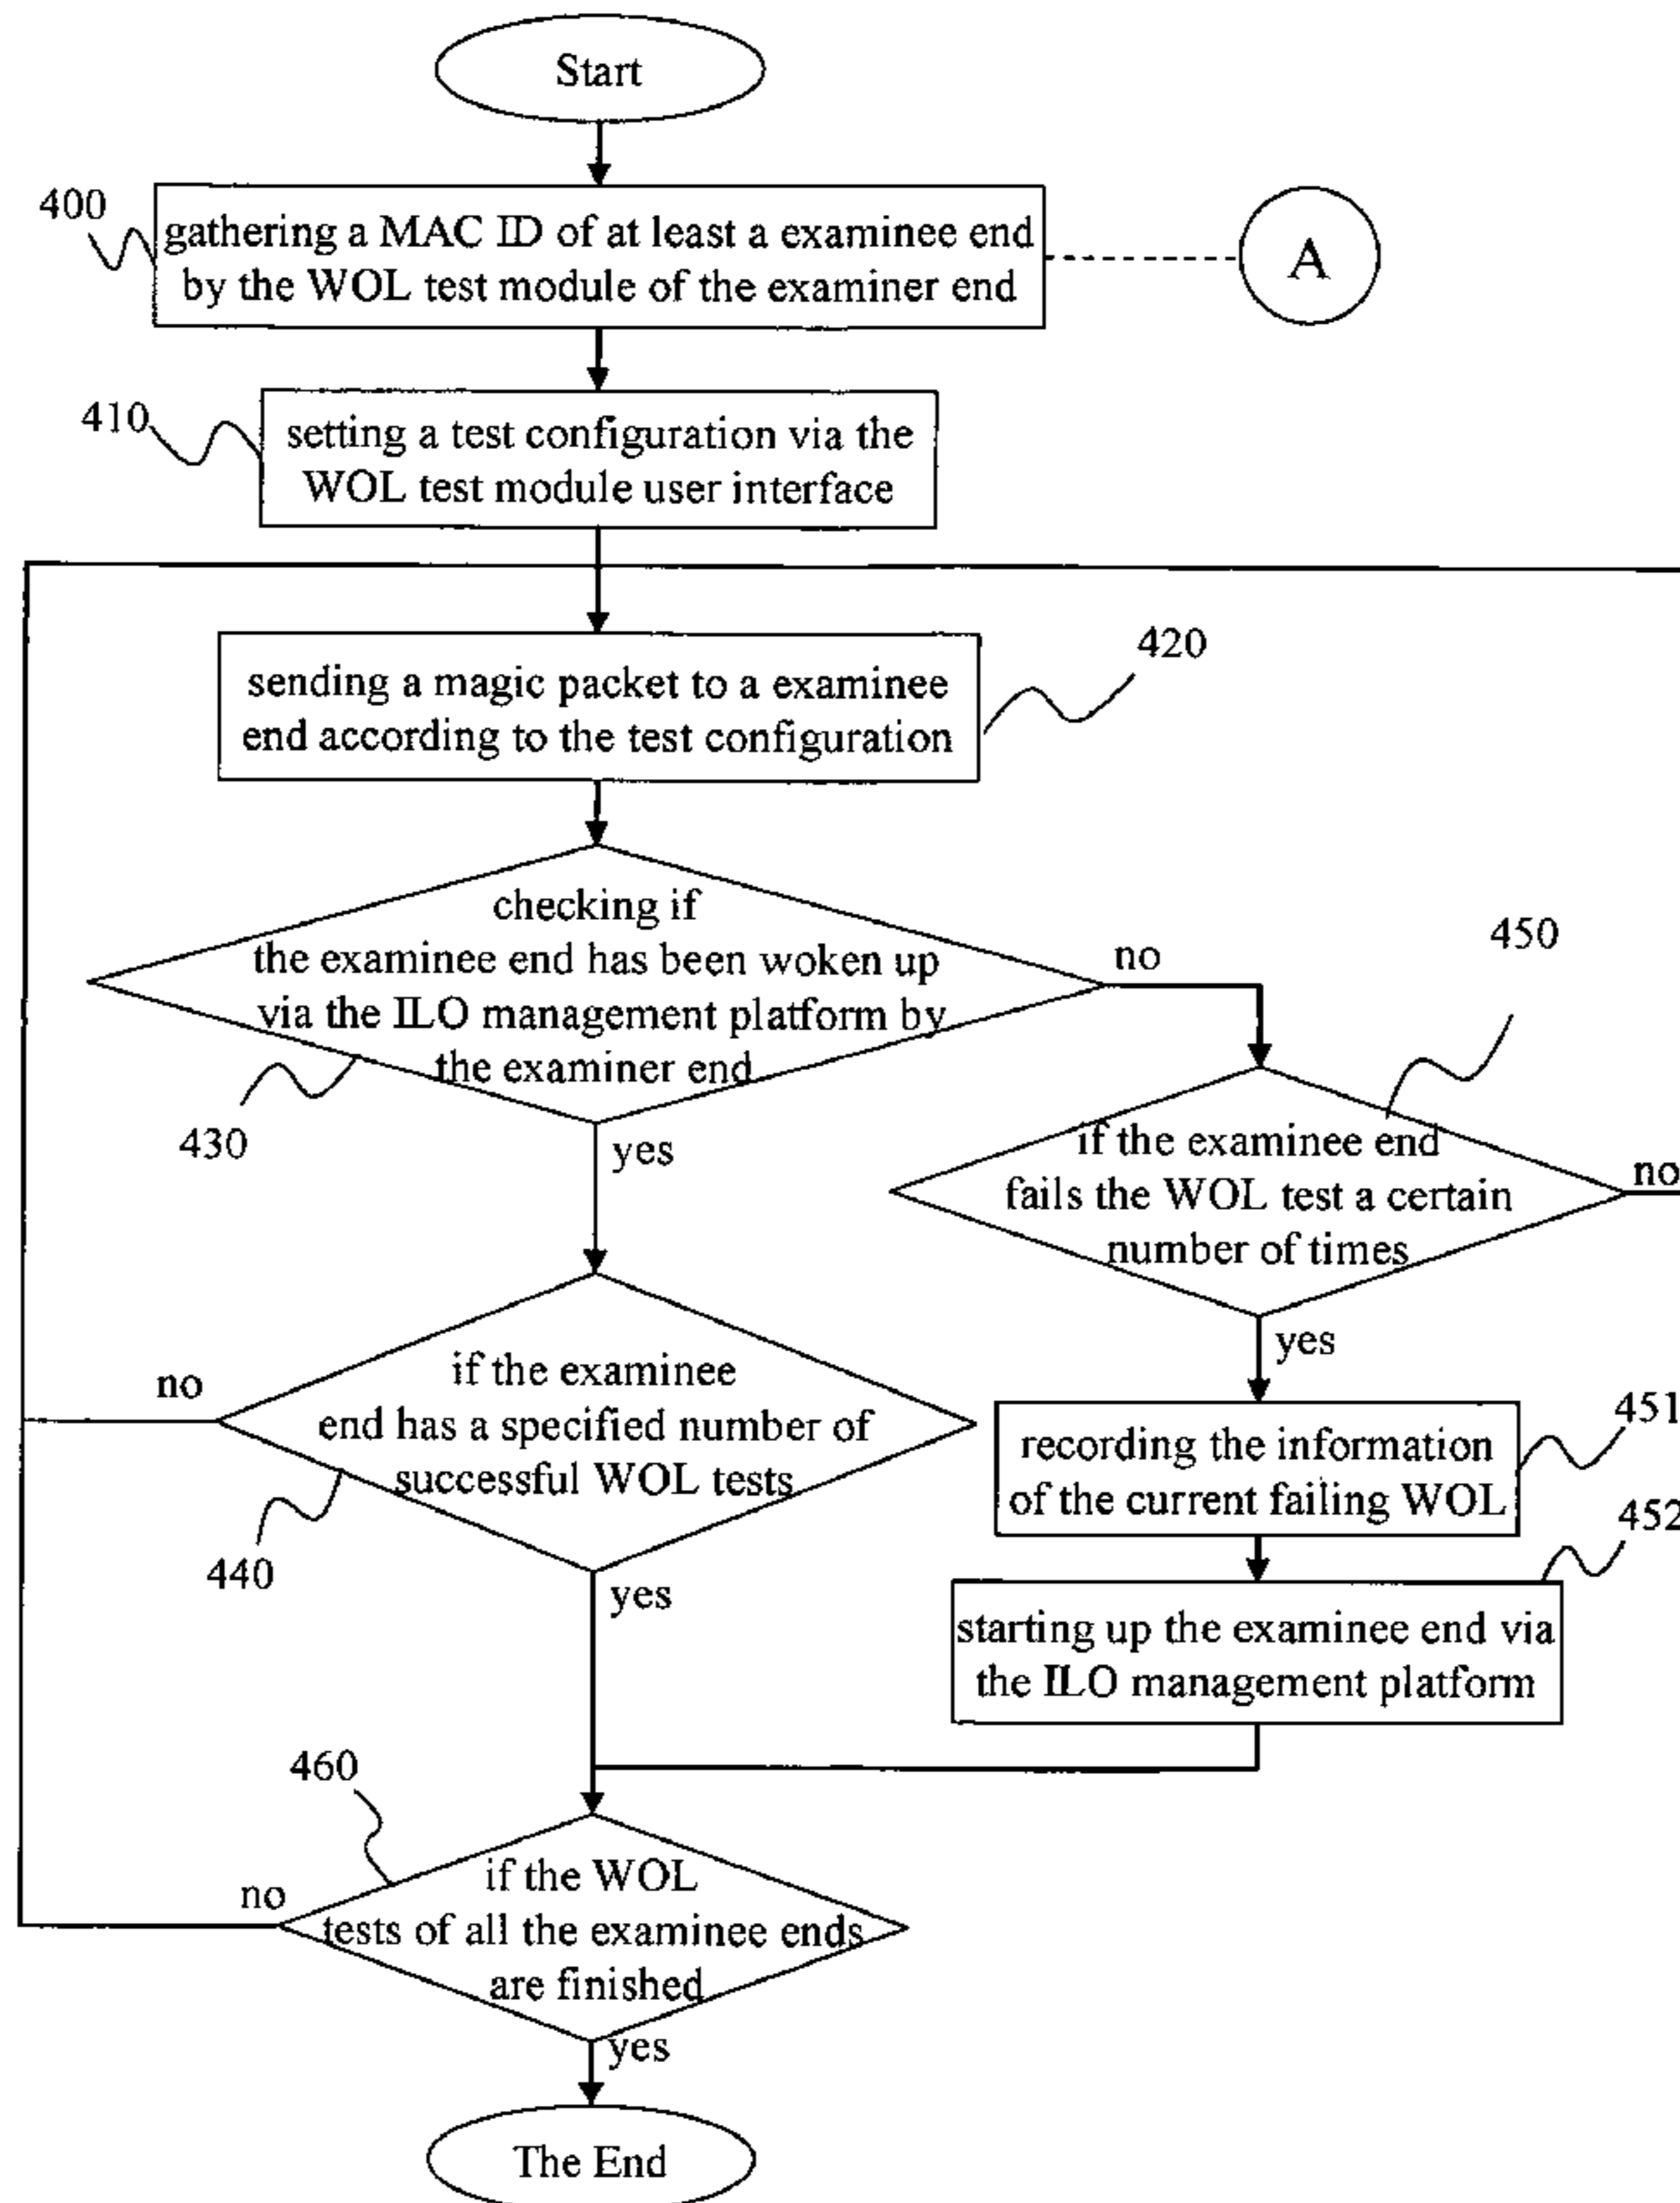 Start
400
gathering a MAC ID of at least a examinee end
by the WOL test module of the examiner end
A
410
setting a test configuration via the
WOL test module user interface
420
sending a magic packet to a examinee
end according to the test configuration
checking if
the examinee end has been woken up
via the ILO management platform by
the examiner end
no
430
yes
450
if the examinee end
fails the WOL test a certain
number of times
no
yes
no
if the examinee
end has a specified number of
successful WOL tests
440
yes
451
recording the information
of the current failing WOL
452
starting up the examinee end via
the ILO management platform
460
no
if the WOL
tests of all the examinee ends
are finished
yes
The End